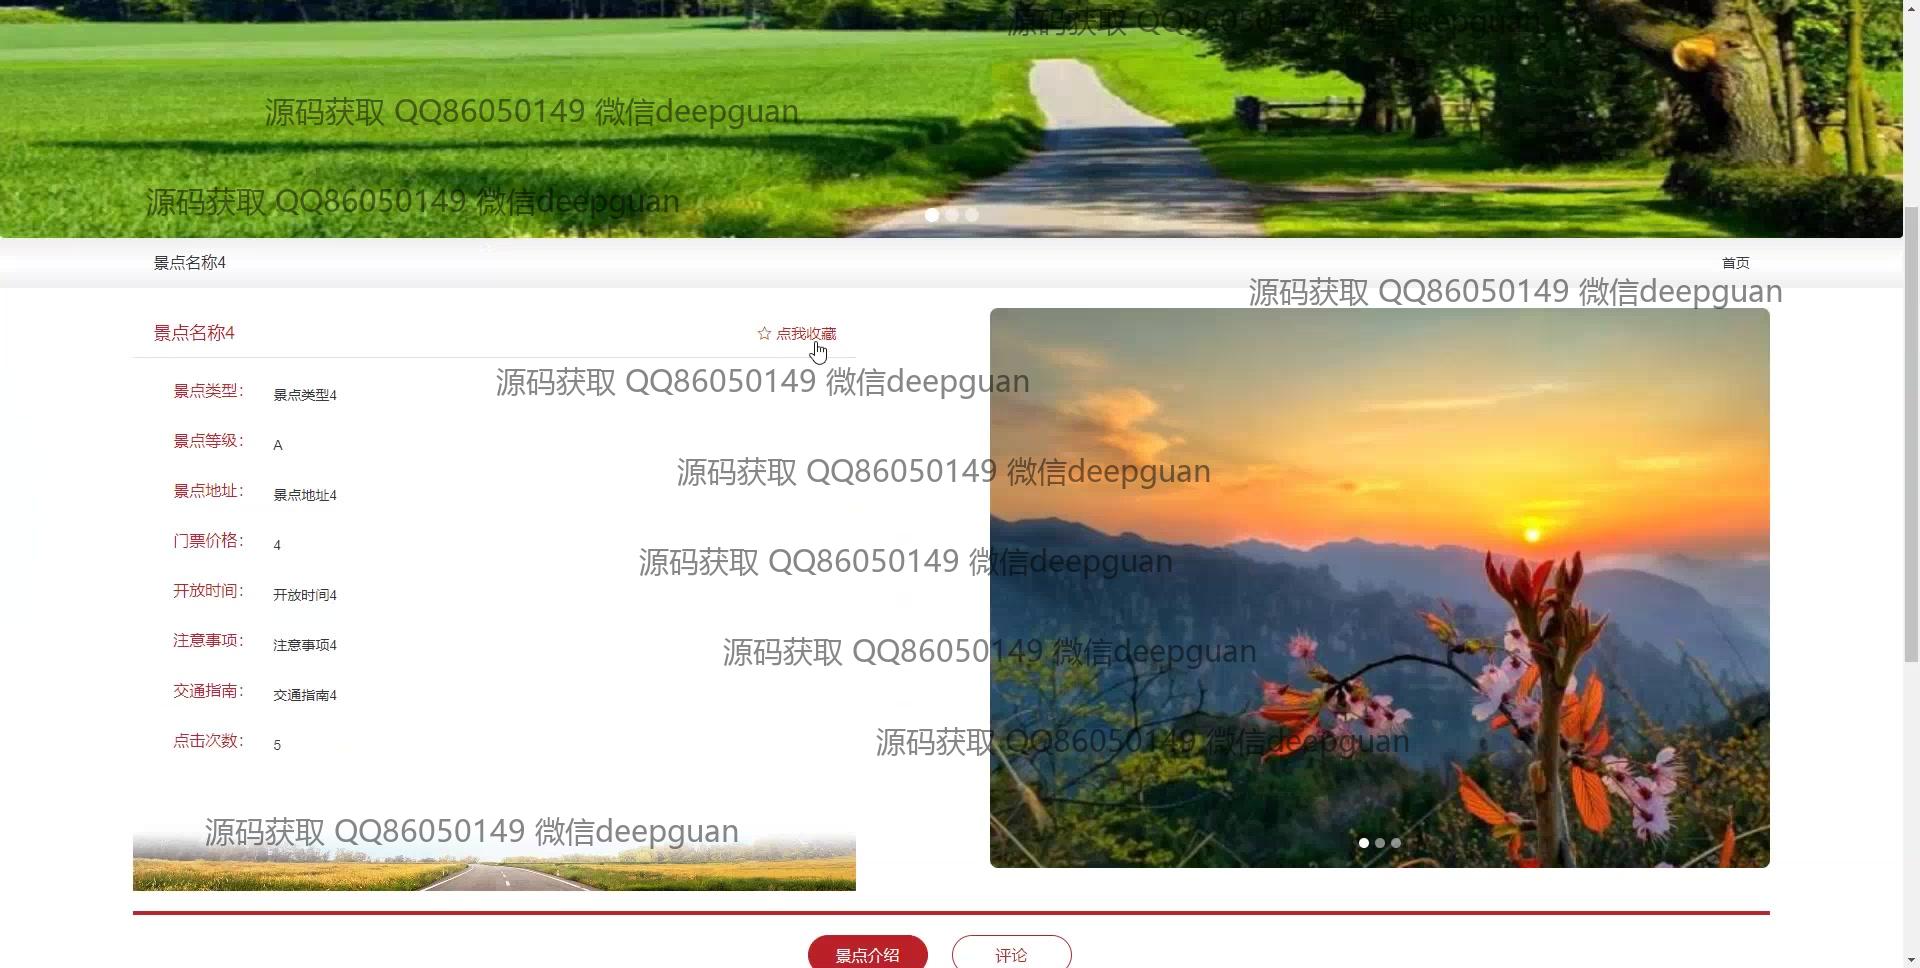 源码获取 QQ86050149 微信deepguan
源码获取 QQ86050149 微信deepguan
源码获取 QQ86050149 微信deepguan
景点名称4
首页
源码获取 QQ86050149 微信deepguan
景点名称4
☆ 点我收藏
源码获取 QQ86050149 微信deepguan
景点类型：
景点类型4
景点等级：
A
源码获取 QQ86050149 微信deepguan
景点地址：
景点地址4
门票价格：
4
源码获取 QQ86050149 微信deepguan
开放时间：
开放时间4
注意事项：
注意事项4
源码获取 QQ86050149 微信deepguan
交通指南：
交通指南4
点击次数：
5
源码获取 QQ86050149 微信deepguan
源码获取 QQ86050149 微信deepguan
景点介绍
评论